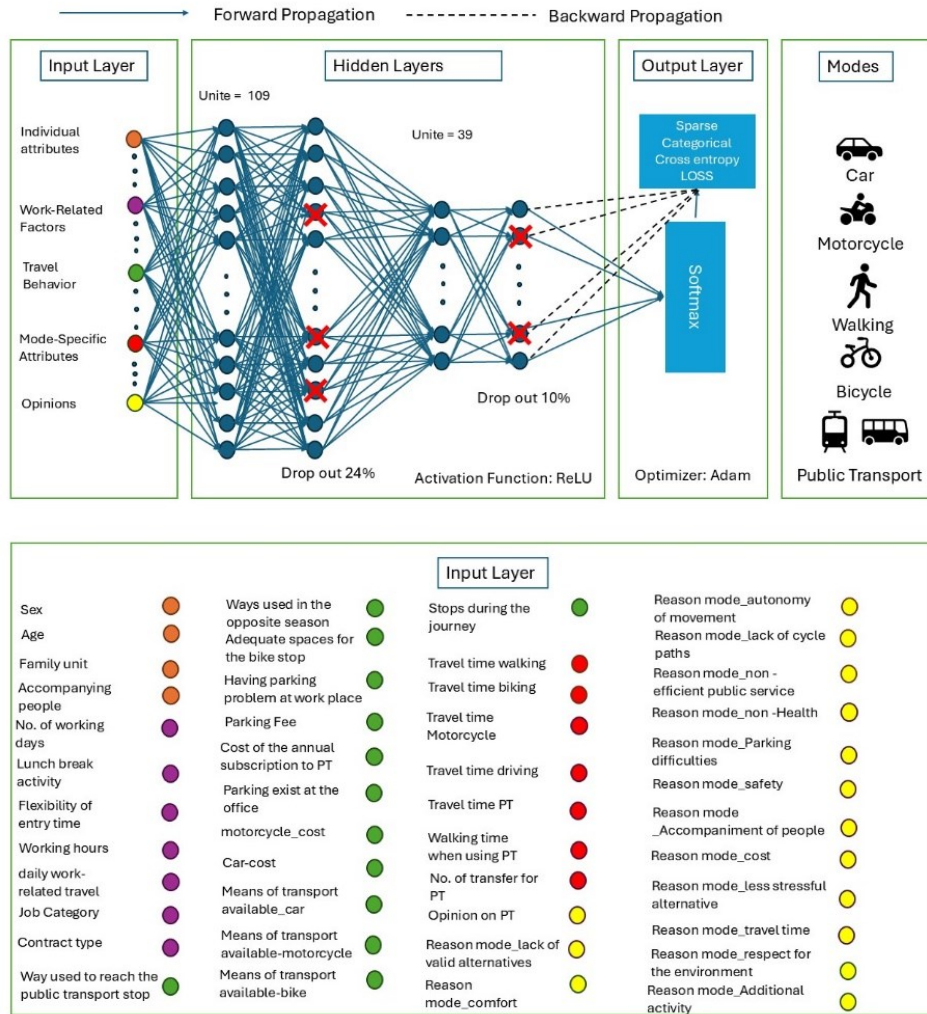 Forward Propagation
Backward Propagation
Input Layer
Hidden Layers
Output Layer
Modes
Unite = 109
Unite = 39
Individual
attributes
Work-Related
Factors
Travel
Behavior
Mode-Specific
Attributes
Opinions
Drop out 24%
Drop out 10%
Activation Function: ReLU
Sparse
Categorical
Cross entropy
LOSS
Softmax
Optimizer: Adam
Car
Motorcycle
Walking
Bicycle
Public Transport
Input Layer
Sex
Age
Family unit
Accompanying
people
No. of working
days
Lunch break
activity
Flexibility of
entry time
Working hours
daily work-
related travel
Job Category
Contract type
Way used to reach the
public transport stop
Ways used in the
opposite season
Adequate spaces for
the bike stop
Having parking
problem at work place
Parking Fee
Cost of the annual
subscription to PT
Parking exist at the
office
motorcycle_cost
Car-cost
Means of transport
available_car
Means of transport
available-motorcycle
Means of transport
available-bike
Stops during the
journey
Travel time walking
Travel time biking
Travel time
Motorcycle
Travel time driving
Travel time PT
Walking time
when using PT
No. of transfer for
PT
Opinion on PT
Reason mode_lack of
valid alternatives
Reason
mode_comfort
Reason mode_autonomy
of movement
Reason mode_lack of cycle
paths
Reason mode_non -
efficient public service
Reason mode_non -Health
Reason mode_Parking
difficulties
Reason mode_safety
Reason mode
_Accompaniment of people
Reason mode_cost
Reason mode_less stressful
alternative
Reason mode_travel time
Reason mode_respect for
the environment
Reason mode_Additional
activity